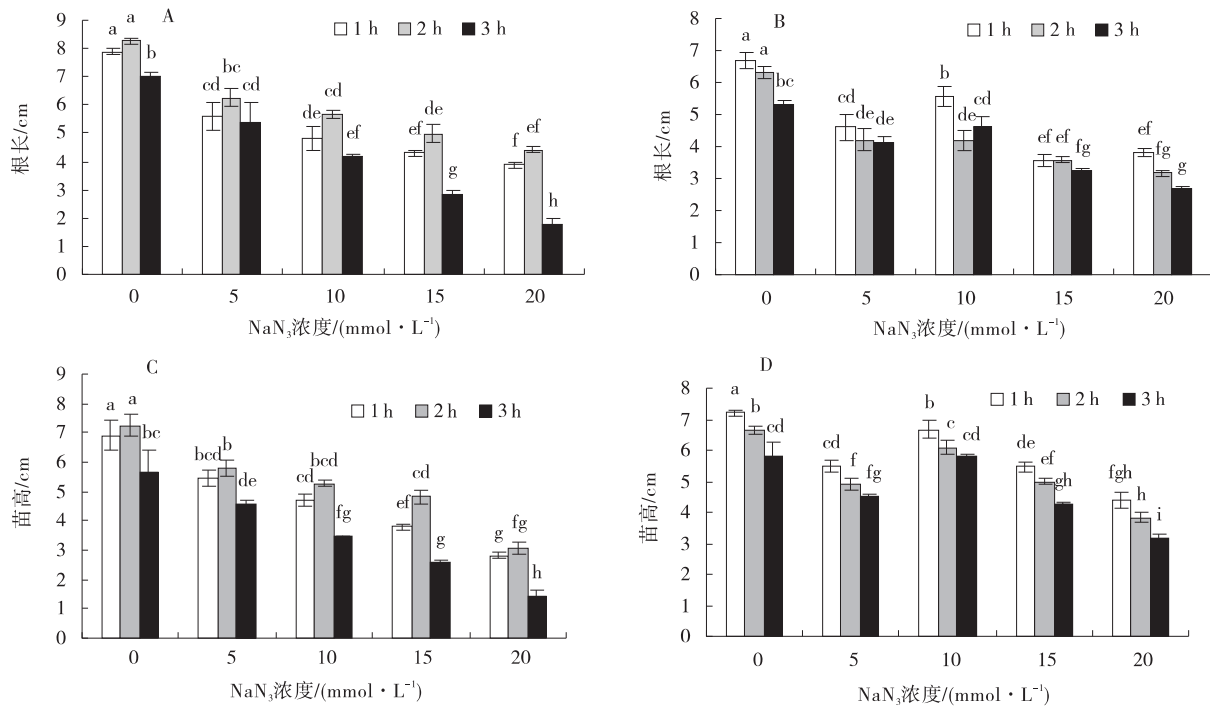 A
1 h 2 h 3 h
根长/cm
9
8
7
6
5
4
3
2
1
0
a a b
cd bc cd
de cd ef
ef de g
f ef h
0 5 10 15 20
NaN₃浓度/(mmol·L⁻¹)
B
1 h 2 h 3 h
根长/cm
8
7
6
5
4
3
2
1
0
a a bc
cd de de
b de cd
ef ef fg
ef fg g
0 5 10 15 20
NaN₃浓度/(mmol·L⁻¹)
C
1 h 2 h 3 h
苗高/cm
9
8
7
6
5
4
3
2
1
0
a a bc
bcd b de
cd bcd fg
ef cd g
g fg h
0 5 10 15 20
NaN₃浓度/(mmol·L⁻¹)
D
1 h 2 h 3 h
苗高/cm
8
7
6
5
4
3
2
1
0
a b cd
cd f fg
b c cd
de ef gh
fgh h i
0 5 10 15 20
NaN₃浓度/(mmol·L⁻¹)